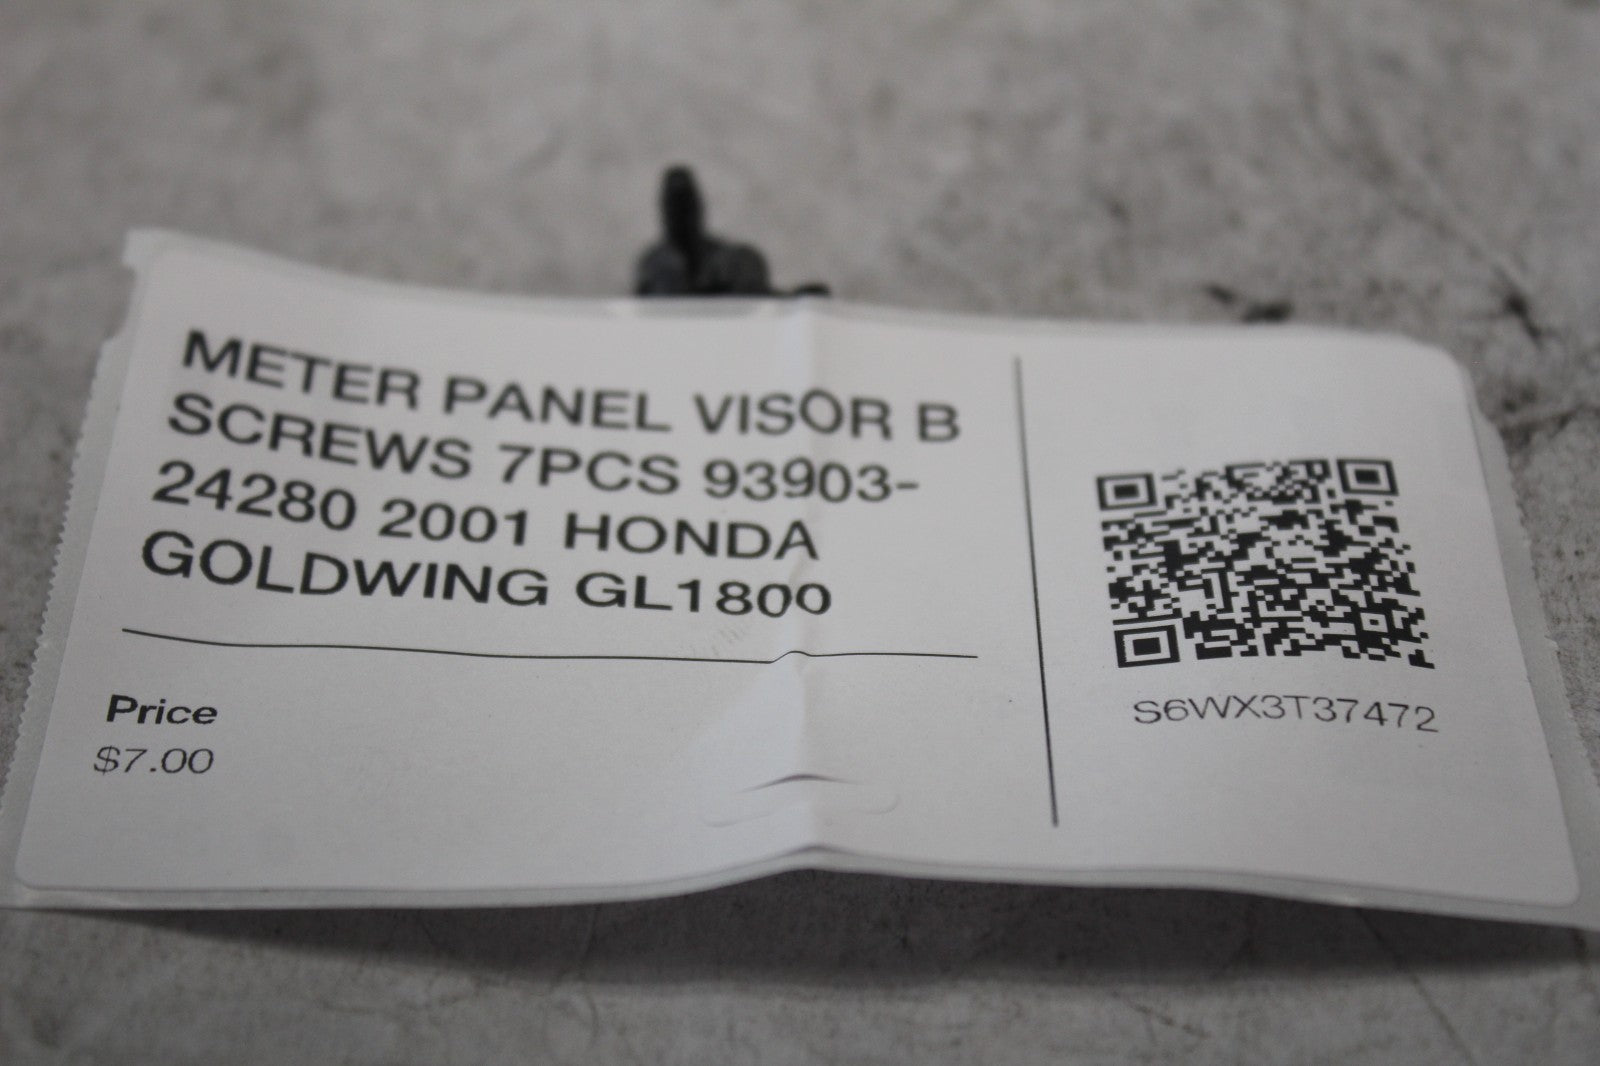 METER PANEL VISOR B
SCREWS 7PCS 93903-
24280 2001 HONDA
GOLDWING GL1800
Price
$7.00
S6WX3T37472